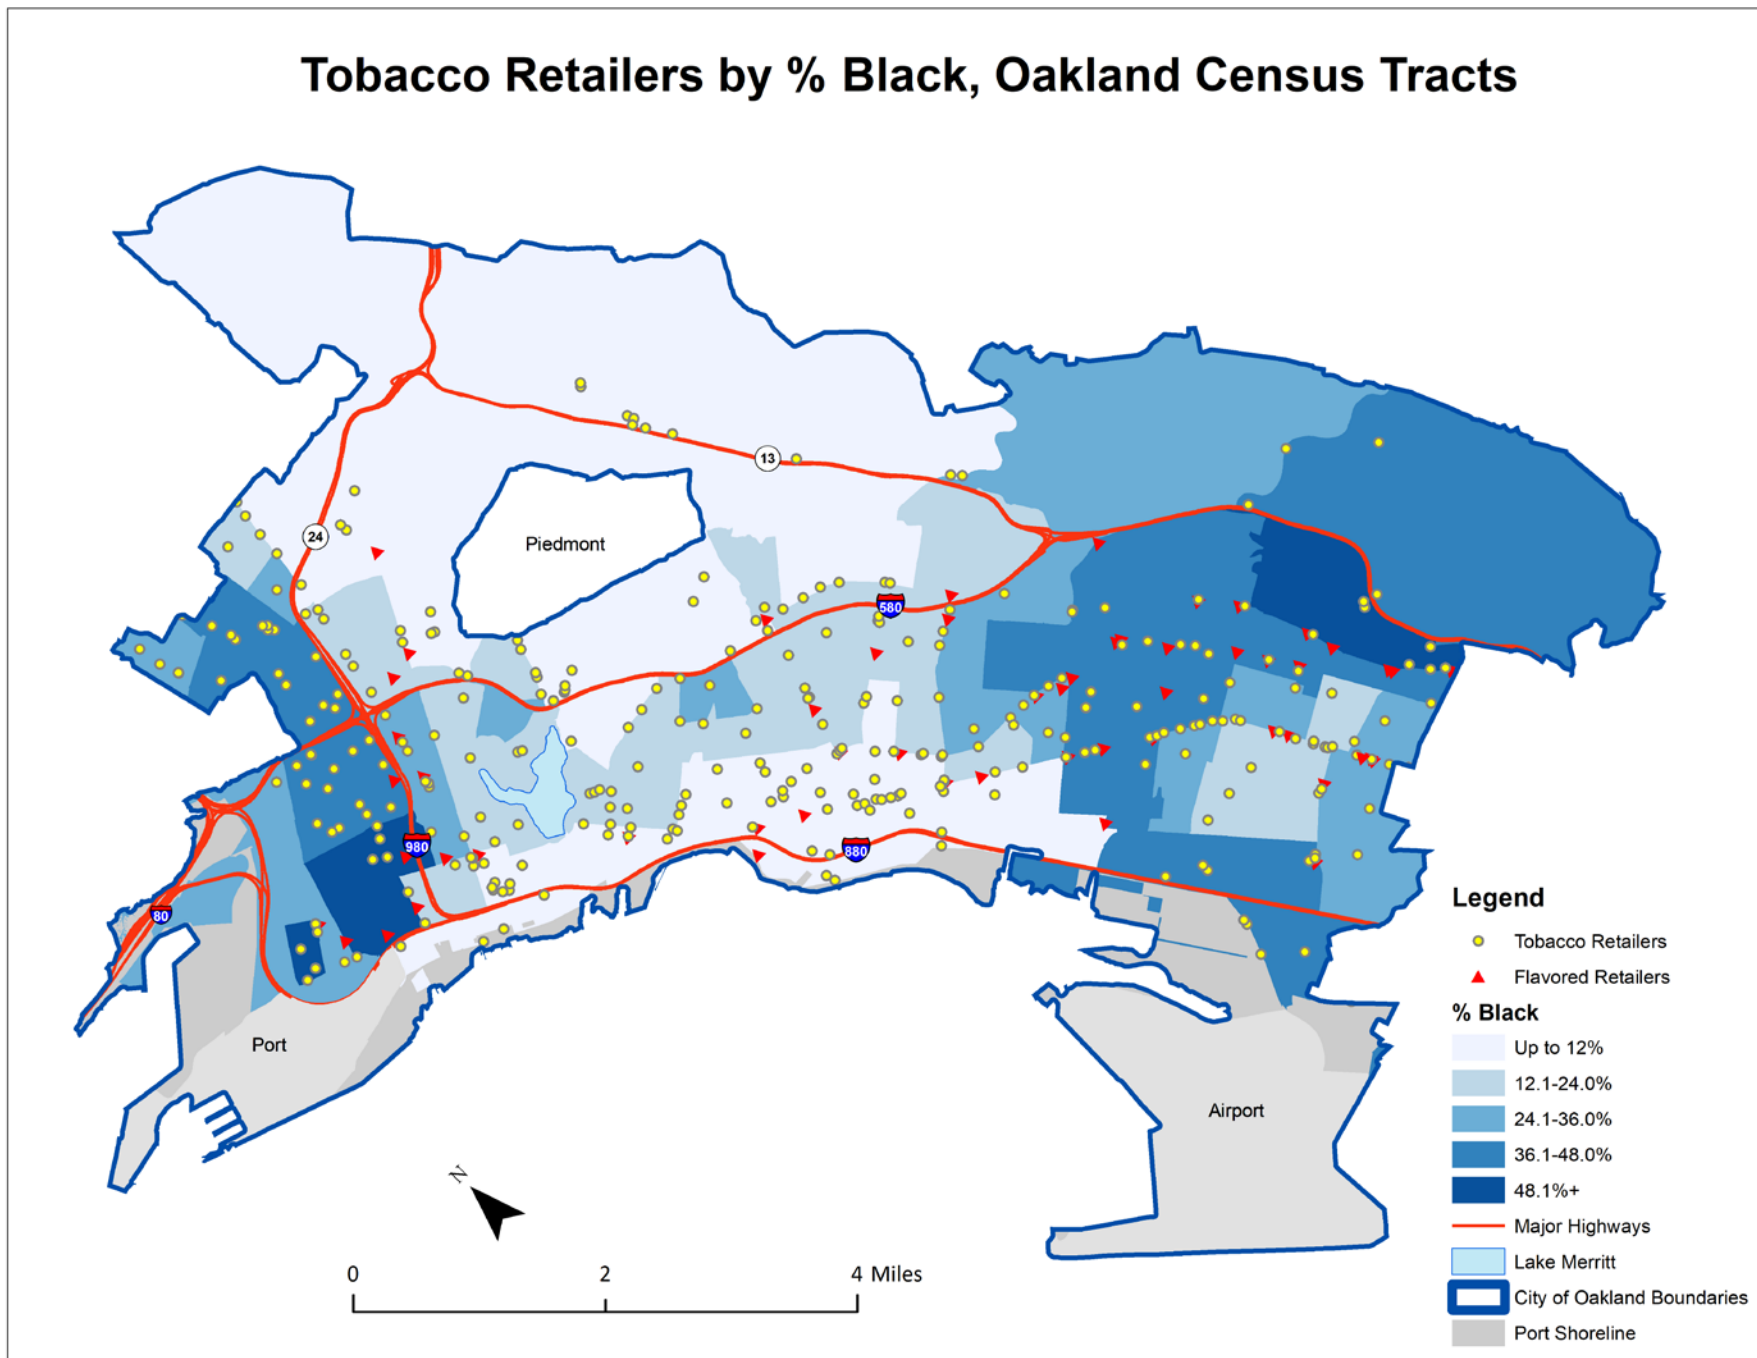 Tobacco Retailers by % Black, Oakland Census Tracts
13
24
Piedmont
580
980
880
80
Port
Airport
N
0 2 4 Miles
Legend
Tobacco Retailers
Flavored Retailers
% Black
Up to 12%
12.1-24.0%
24.1-36.0%
36.1-48.0%
48.1%+
Major Highways
Lake Merritt
City of Oakland Boundaries
Port Shoreline